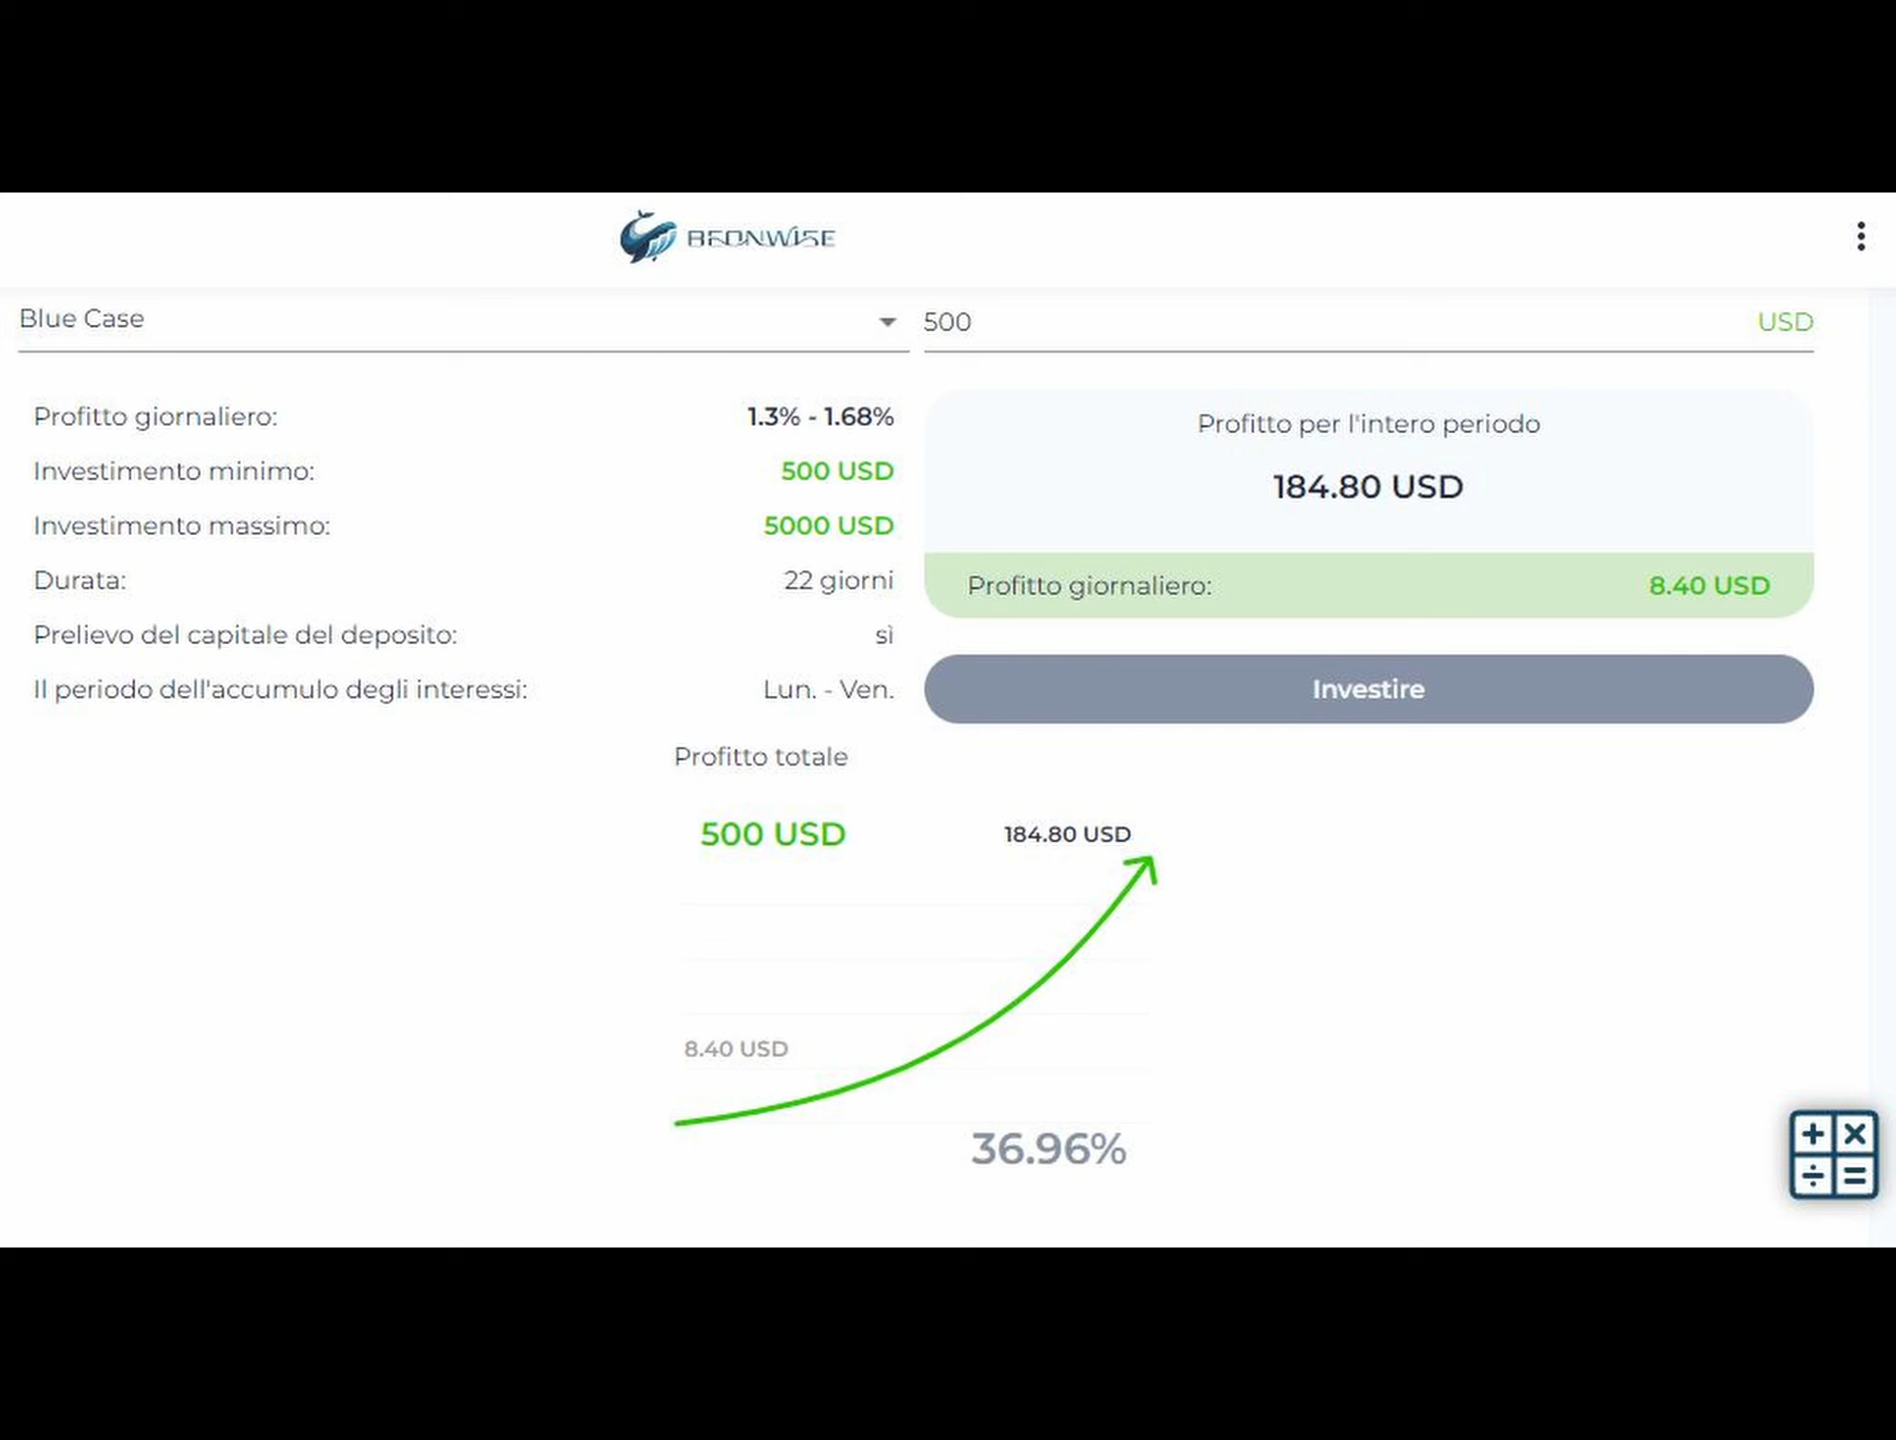 BEONWISE
Blue Case
500 USD
Profitto giornaliero: 1.3% - 1.68%
Investimento minimo: 500 USD
Investimento massimo: 5000 USD
Durata: 22 giorni
Prelievo del capitale del deposito: sì
Il periodo dell'accumulo degli interessi: Lun. - Ven.
Profitto per l'intero periodo
184.80 USD
Profitto giornaliero: 8.40 USD
Investire
Profitto totale
500 USD
184.80 USD
8.40 USD
36.96%